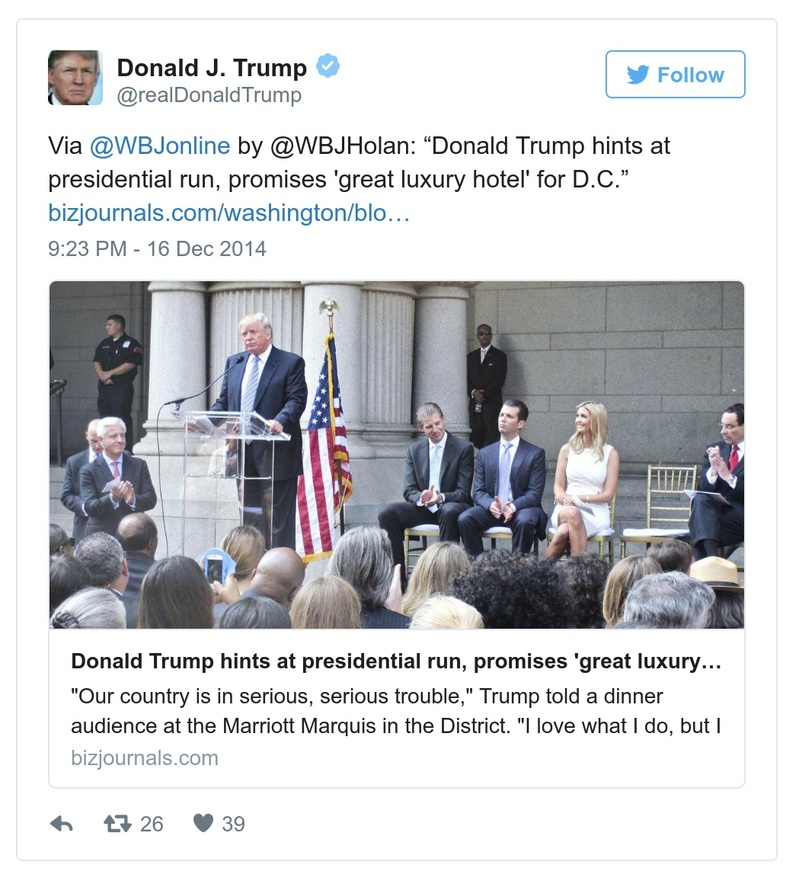 Donald J. Trump
@realDonaldTrump
Follow
Via @WBJonline by @WBJHolan: “Donald Trump hints at
presidential run, promises 'great luxury hotel' for D.C.”
bizjournals.com/washington/blo…
9:23 PM - 16 Dec 2014
Donald Trump hints at presidential run, promises 'great luxury…
"Our country is in serious, serious trouble," Trump told a dinner
audience at the Marriott Marquis in the District. "I love what I do, but I
bizjournals.com
26
39